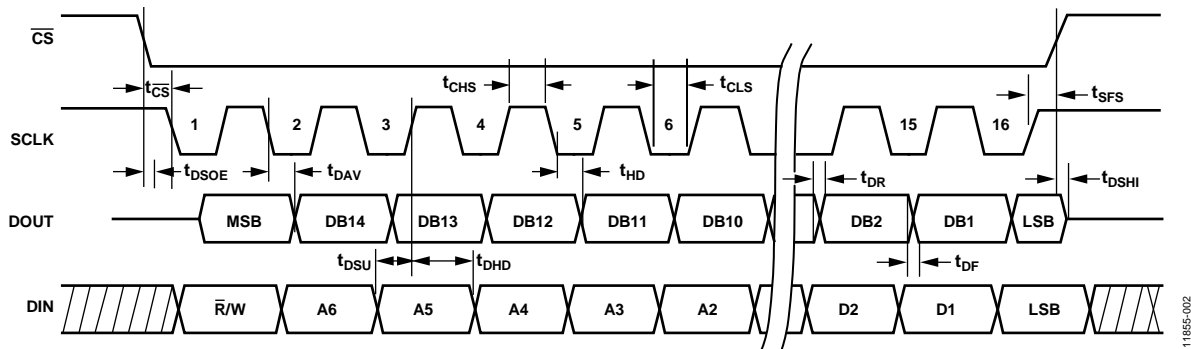 CS
tCS
tCHS
tCLS
tSFS
SCLK
1 2 3 4 5 6 15 16
tDSOE
tDAV
tHD
tDR
tDSHI
DOUT
MSB DB14 DB13 DB12 DB11 DB10 DB2 DB1 LSB
tDSU
tDHD
tDF
DIN
R/W A6 A5 A4 A3 A2 D2 D1 LSB
11855-002